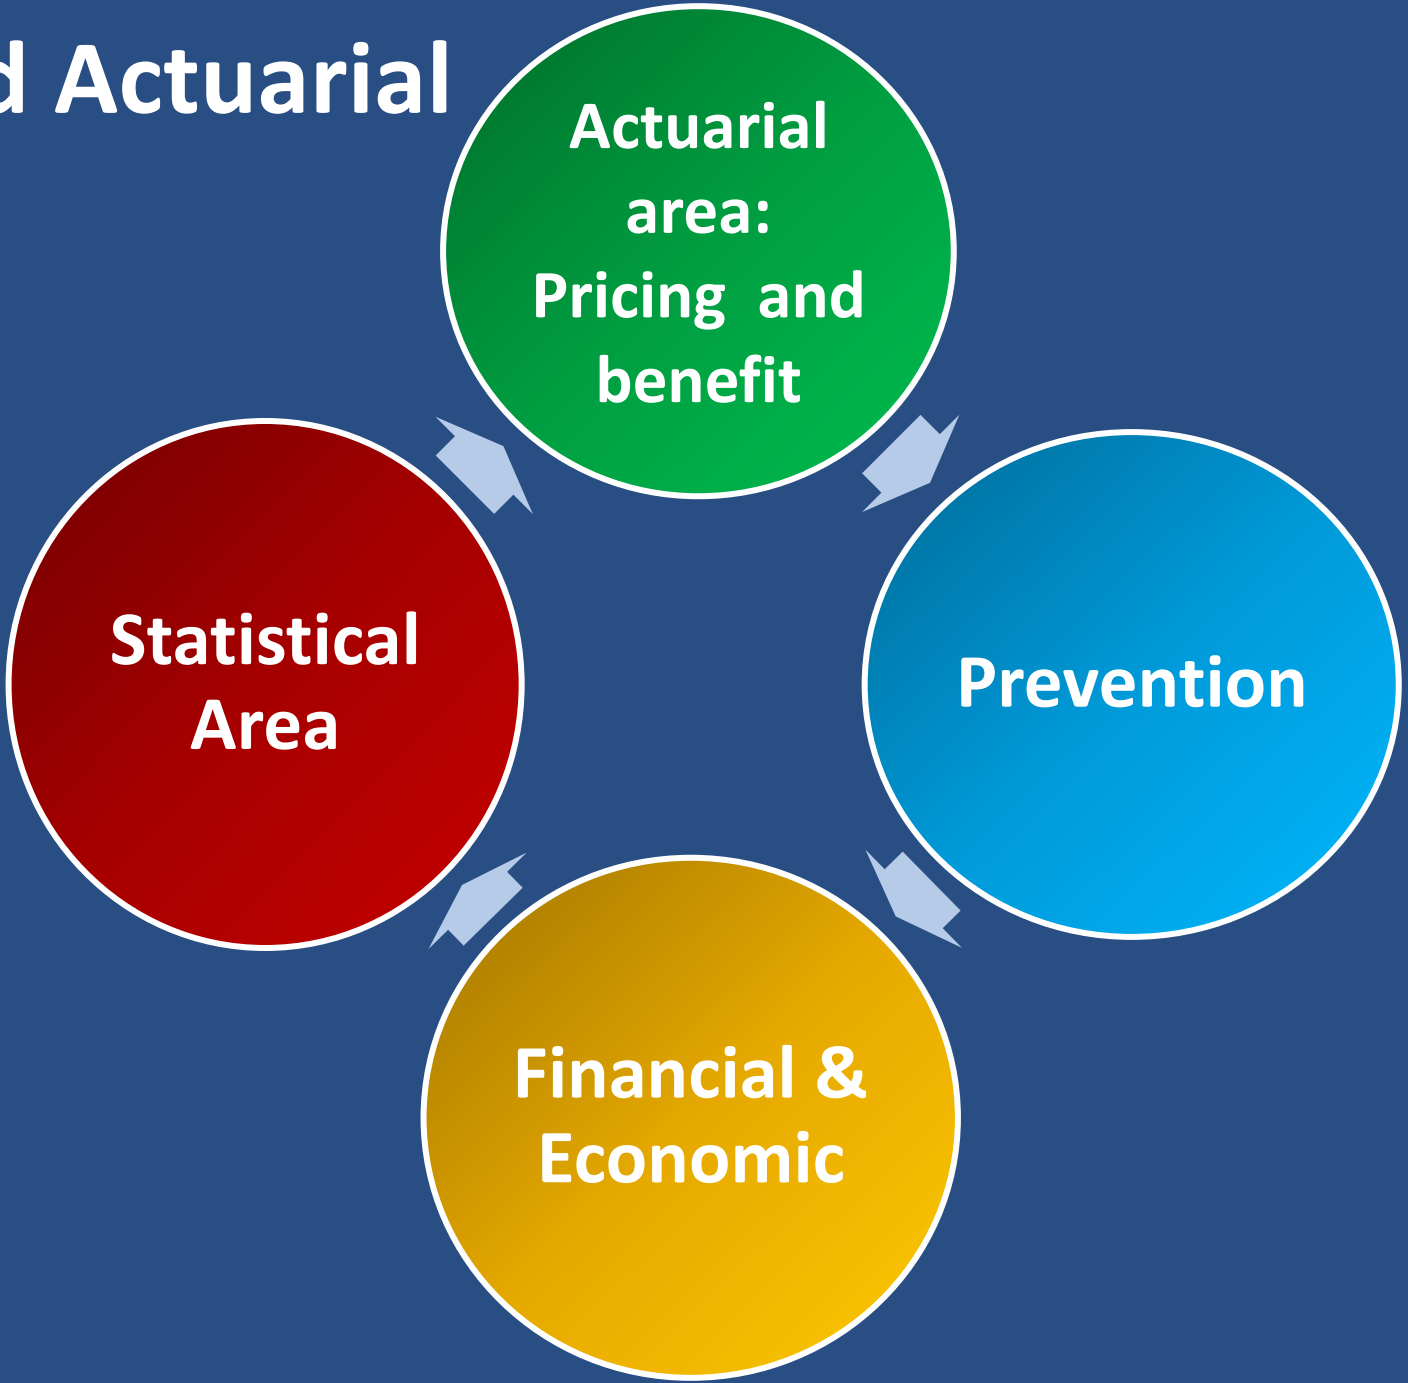 d Actuarial
Actuarial
area:
Pricing and
benefit
Statistical
Area
Prevention
Financial &
Economic